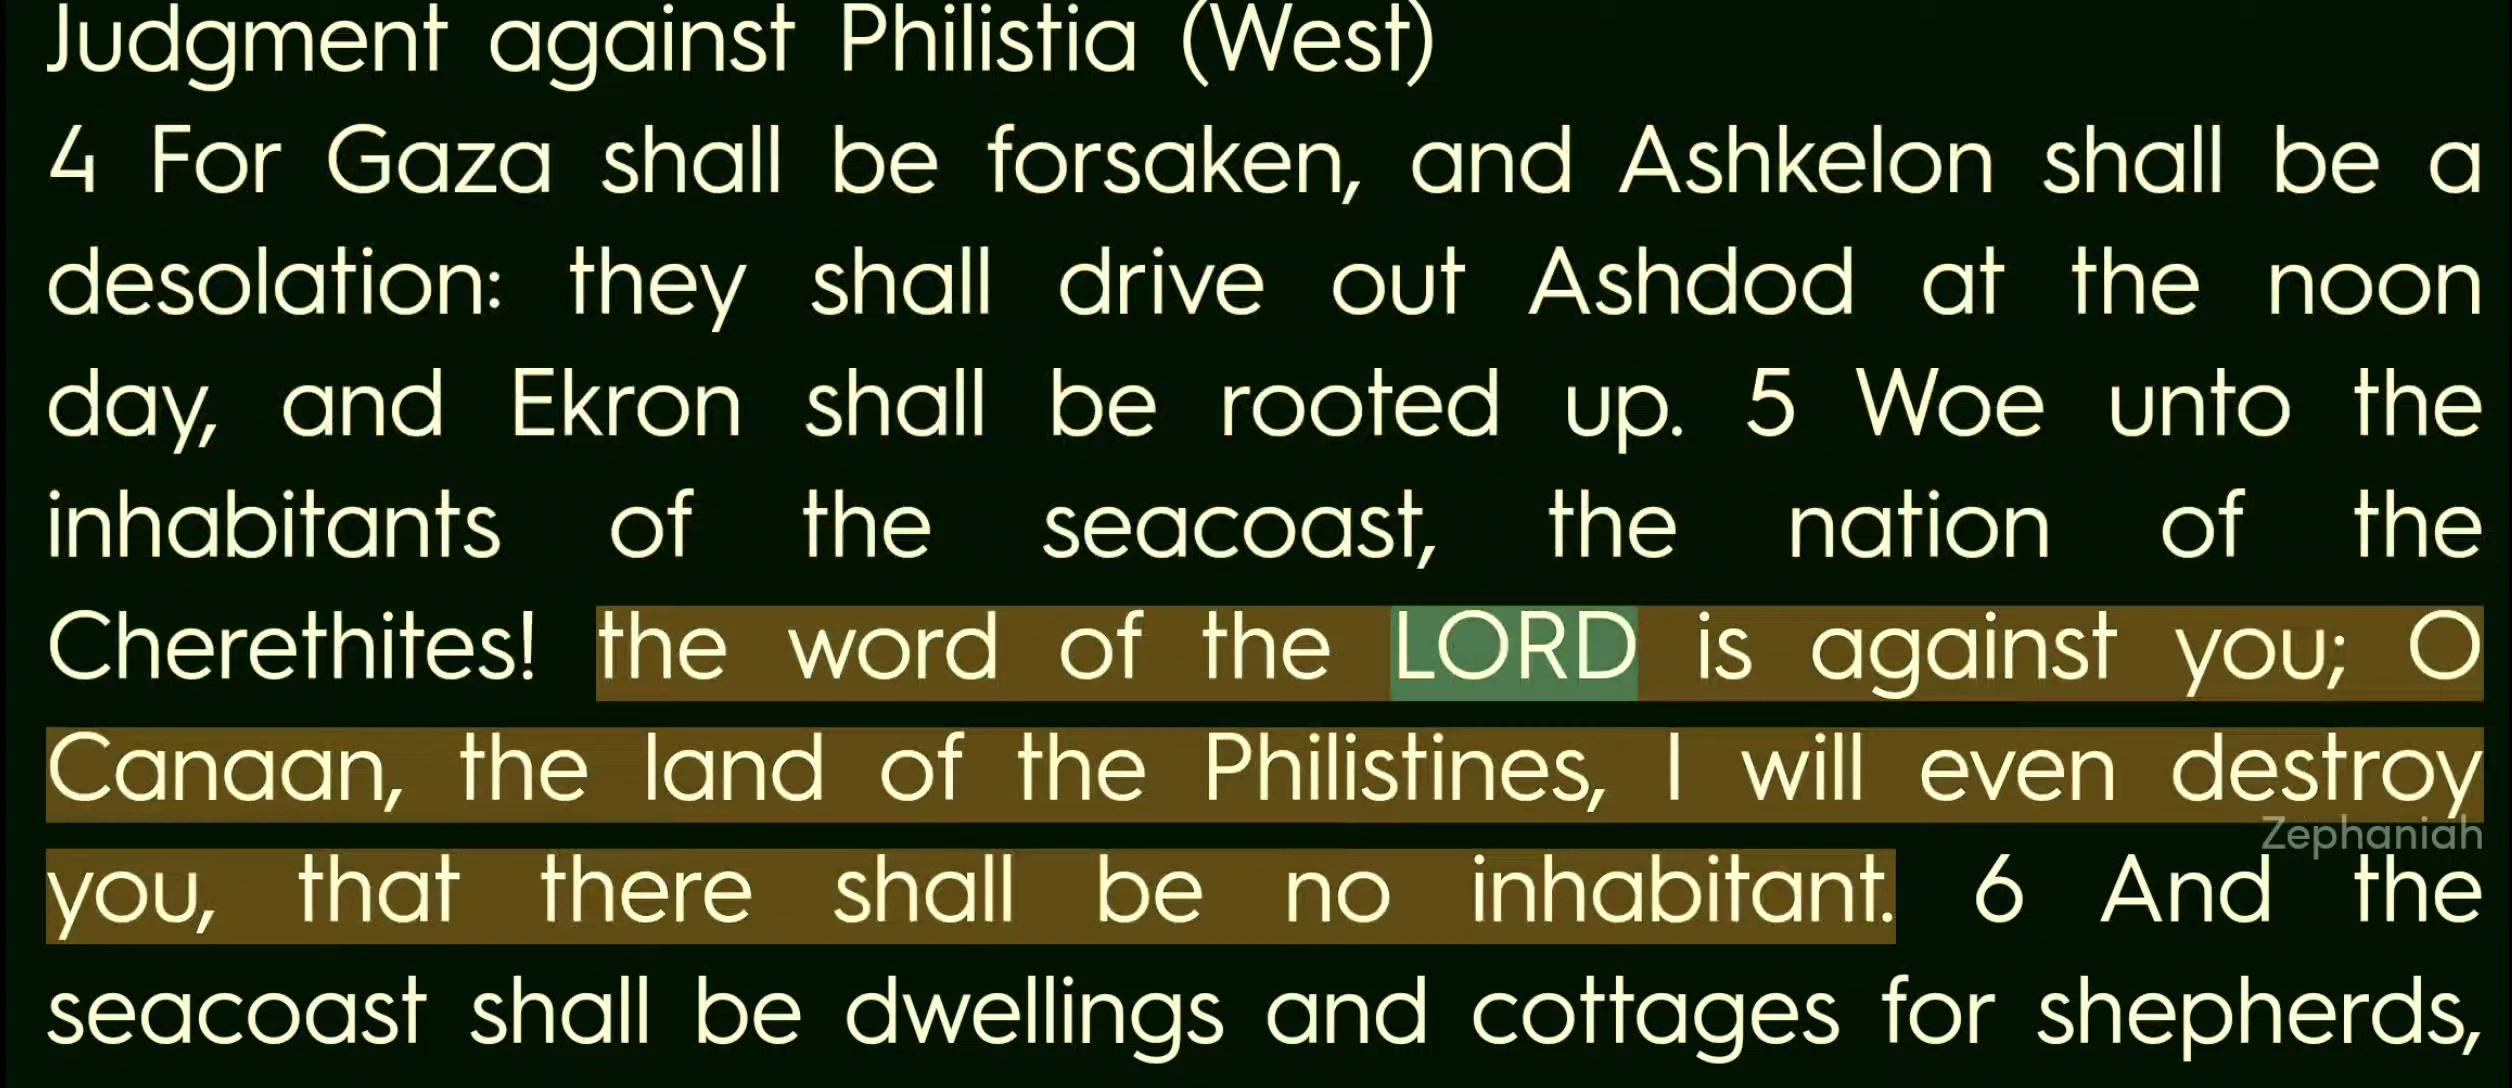 Judgment against Philistia (West)
4 For Gaza shall be forsaken, and Ashkelon shall be a
desolation: they shall drive out Ashdod at the noon
day, and Ekron shall be rooted up. 5 Woe unto the
inhabitants of the seacoast, the nation of the
Cherethites! the word of the LORD is against you; O
Canaan, the land of the Philistines, I will even destroy
Zephaniah
you, that there shall be no inhabitant. 6 And the
seacoast shall be dwellings and cottages for shepherds,